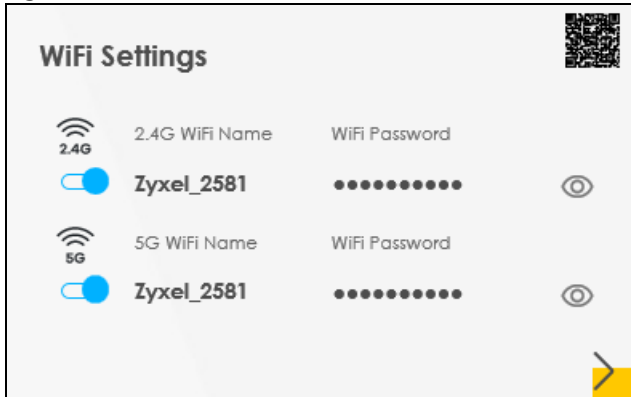 WiFi Settings
2.4G
2.4G WiFi Name WiFi Password
Zyxel_2581 ●●●●●●●●●●
5G
5G WiFi Name WiFi Password
Zyxel_2581 ●●●●●●●●●●